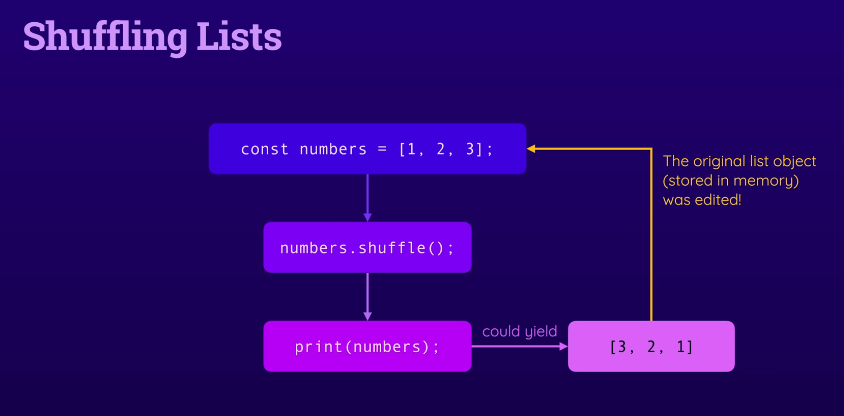 Shuffling Lists
const numbers = [1, 2, 3];
The original list object
(stored in memory)
was edited!
numbers.shuffle();
print(numbers);
could yield
[3, 2, 1]